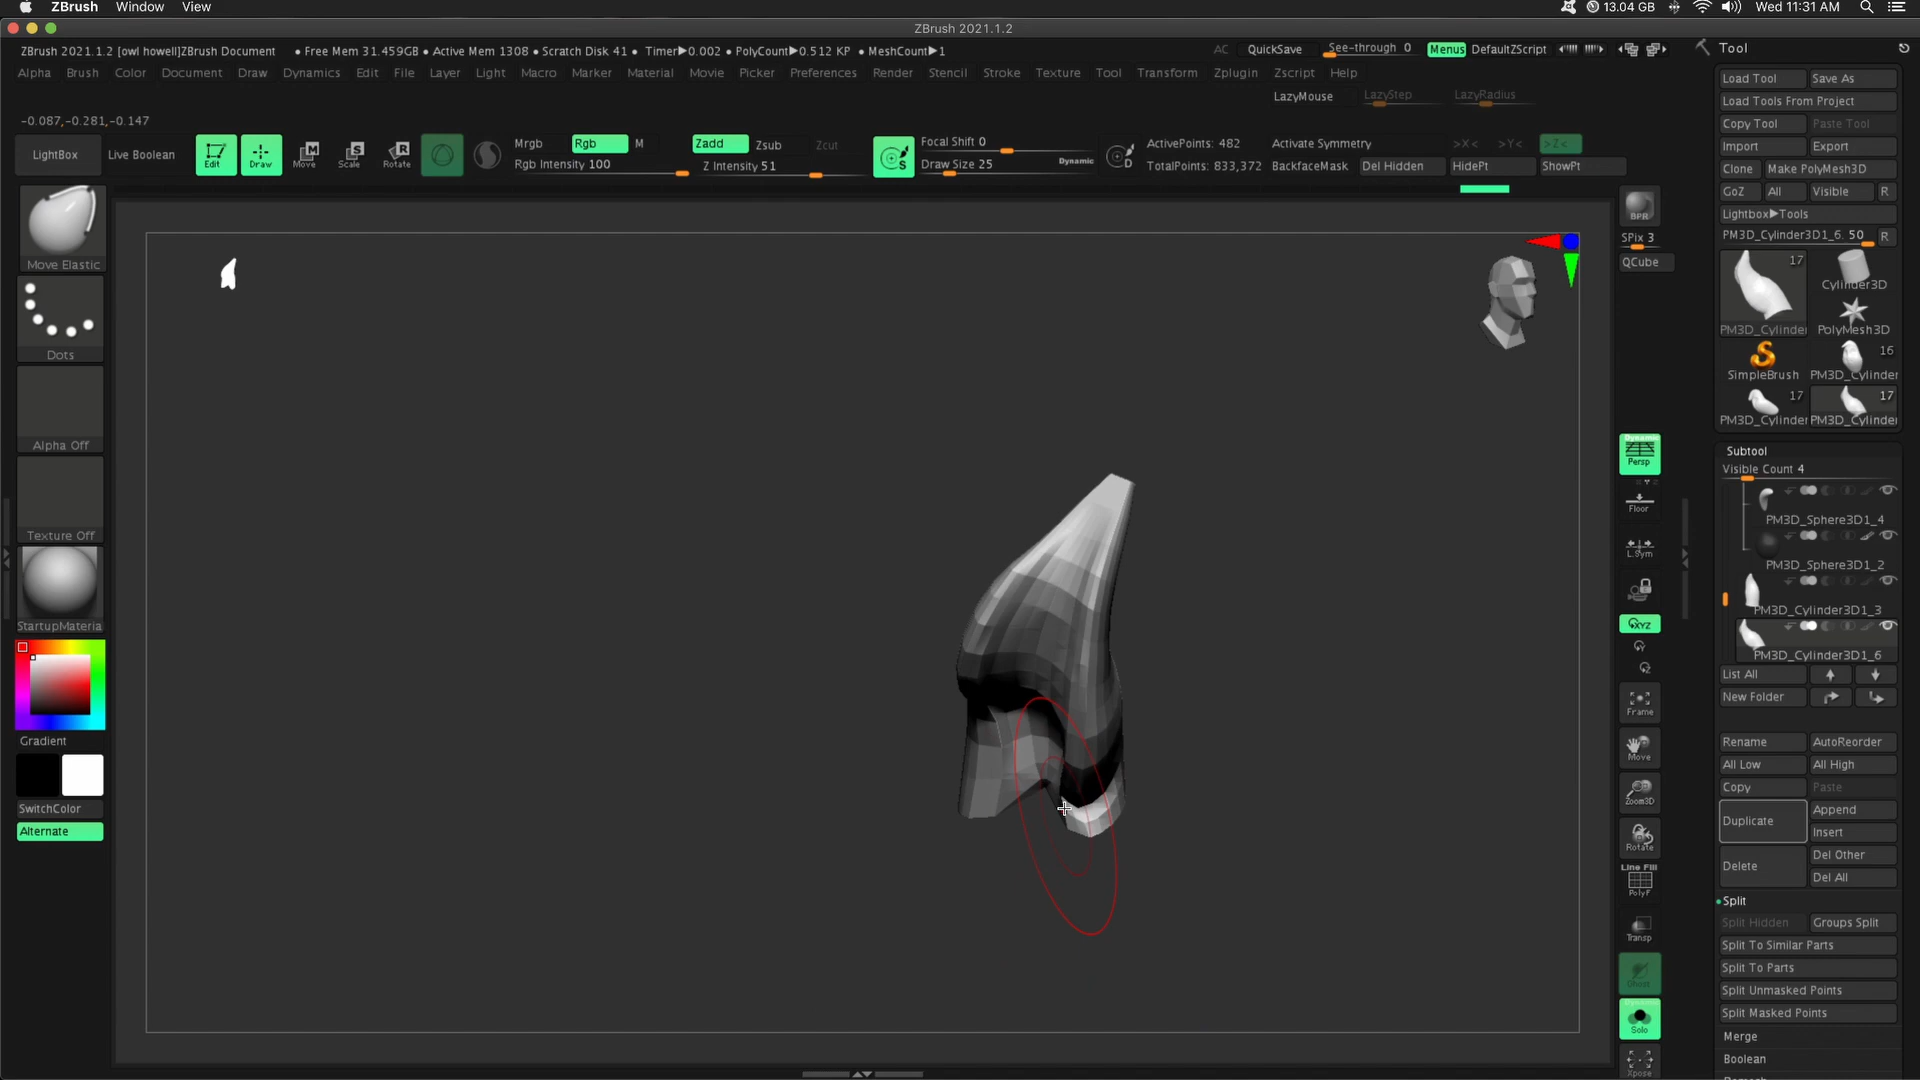 ZBrush Window View 13.04 GB Wed 11:31 AM
ZBrush 2021.1.2
ZBrush 2021.1.2 [owl howell]ZBrush Document • Free Mem 31.459GB • Active Mem 1308 • Scratch Disk 41 • Timer▶0.002 • PolyCount▶0.512 KP • MeshCount▶1 AC QuickSave See-through 0 Menus DefaultZScript
Alpha Brush Color Document Draw Dynamics Edit File Layer Light Macro Marker Material Movie Picker Preferences Render Stencil Stroke Texture Tool Transform Zplugin Zscript Help
LazyMouse LazyStep LazyRadius
-0.087,-0.281,-0.147
LightBox Live Boolean Edit Draw Move Scale Rotate
Mrgb Rgb M Zadd Zsub Zcut Focal Shift 0 ActivePoints: 482 Activate Symmetry >X< >Y< >Z<
Rgb Intensity 100 Z Intensity 51 Draw Size 25 Dynamic TotalPoints: 833,372 BackfaceMask Del Hidden HidePt ShowPt
Move Elastic
Dots
Alpha Off
Texture Off
StartupMateria
Gradient
SwitchColor
Alternate
BPR
SPix 3
QCube
Dynamic
Persp
Floor
L.Sym
XYZ
Frame
Move
Zoom3D
Rotate
Line Fill
PolyF
Transp
Ghost
Dynamic
Solo
Xpose
Tool
Load Tool Save As
Load Tools From Project
Copy Tool Paste Tool
Import Export
Clone Make PolyMesh3D
GoZ All Visible R
Lightbox▶Tools
PM3D_Cylinder3D1_6. 50 R
17
Cylinder3D
PM3D_Cylinder PolyMesh3D
16
SimpleBrush PM3D_Cylinder
17 17
PM3D_Cylinder PM3D_Cylinder
Subtool
Visible Count 4
PM3D_Sphere3D1_4
PM3D_Sphere3D1_2
PM3D_Cylinder3D1_3
PM3D_Cylinder3D1_6
List All
New Folder
Rename AutoReorder
All Low All High
Copy Paste
Duplicate Append
Insert
Delete Del Other
Del All
Split
Split Hidden Groups Split
Split To Similar Parts
Split To Parts
Split Unmasked Points
Split Masked Points
Merge
Boolean